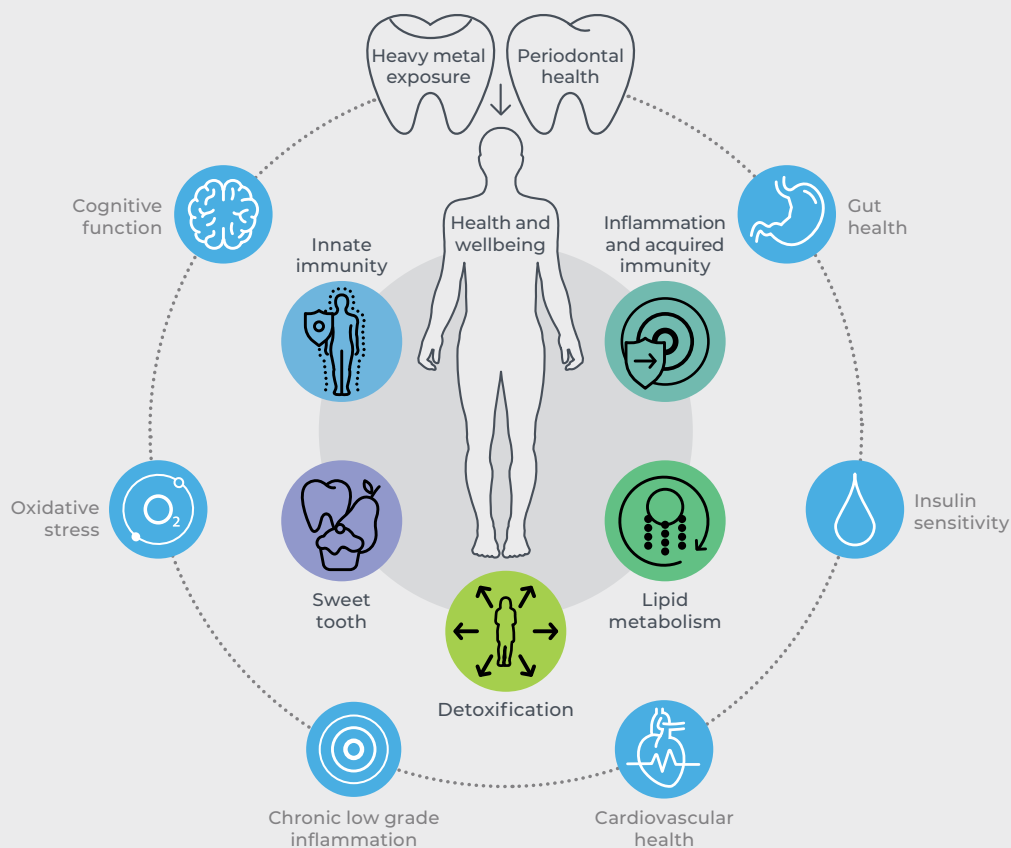 Heavy metal
exposure
Periodontal
health
Cognitive
function
Gut
health
Health and
wellbeing
Innate
immunity
Inflammation
and acquired
immunity
Oxidative
stress
O2
Insulin
sensitivity
Sweet
tooth
Lipid
metabolism
Detoxification
Chronic low grade
inflammation
Cardiovascular
health